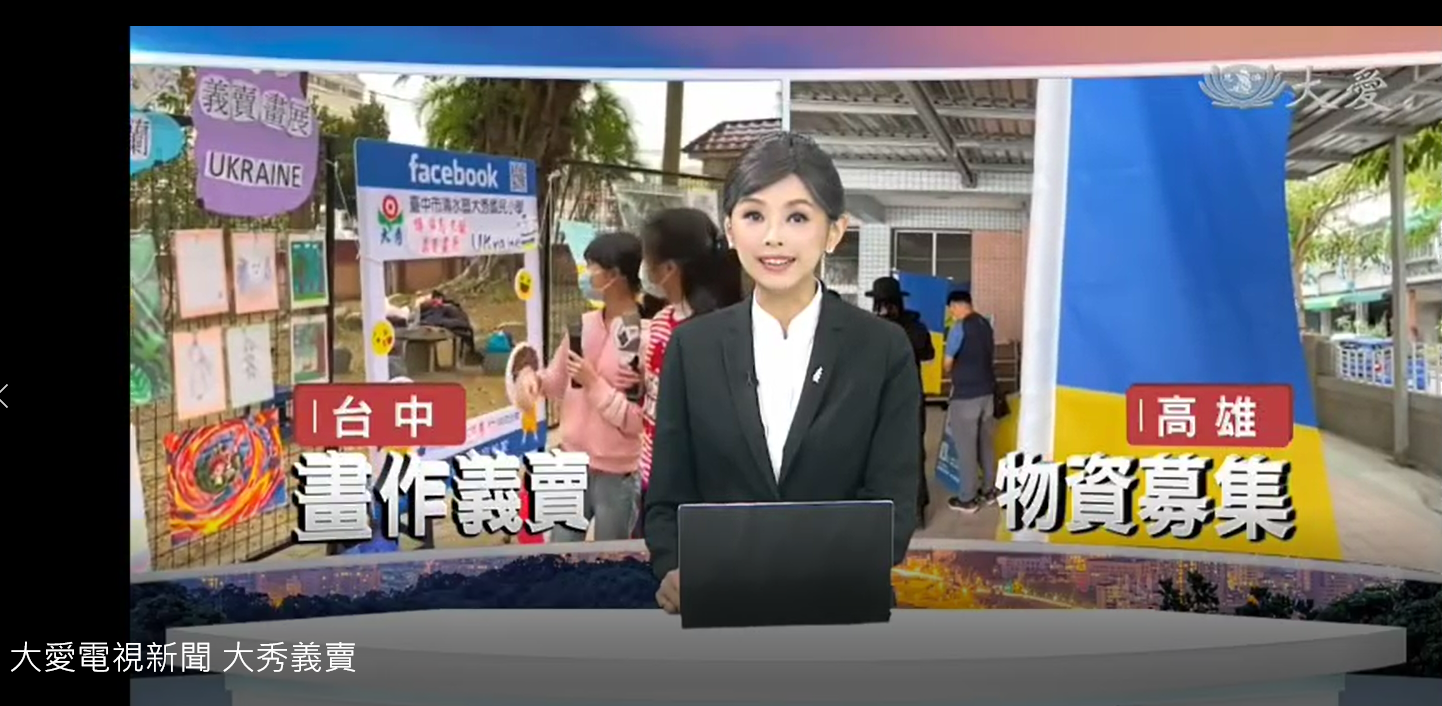 義賣畫展
UKRAINE
facebook
臺中市清水區大秀國民小學
大秀
Ukraine
大愛
台中
畫作義賣
高雄
物資募集
大愛電視新聞 大秀義賣